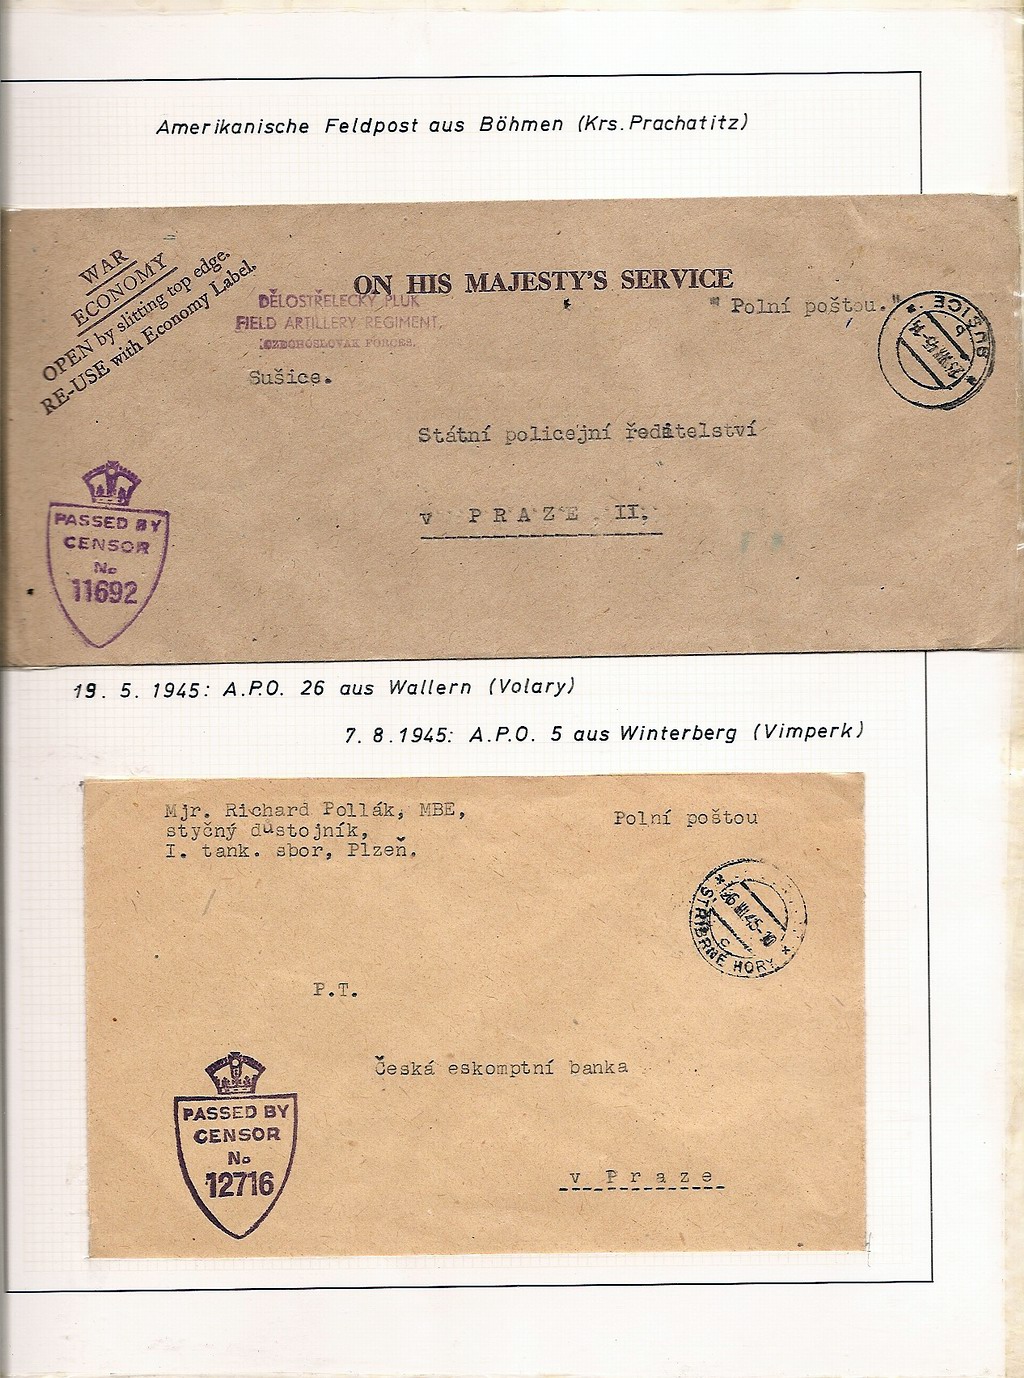 Amerikanische Feldpost aus Böhmen (Krs. Prachatitz)
WAR
ECONOMY
OPEN by slitting top edge.
RE-USE with Economy Label.
ON HIS MAJESTY'S SERVICE
DĚLOSTŘELECKÝ PLUK
FIELD ARTILLERY REGIMENT.
CZECHOSLOVAK FORCES.
"Polní poštou."
Sušice.
SUŠICE
b
Státní policejní ředitelství
v PRAZE II.
PASSED BY
CENSOR
No
11692
19. 5. 1945: A.P.O. 26 aus Wallern (Volary)
7. 8. 1945: A.P.O. 5 aus Winterberg (Vimperk)
Mjr. Richard Pollák, MBE,
styčný důstojník,
I. tank. sbor, Plzeň.
Polní poštou
STŘÍBRNÉ HORY
C
P.T.
Česká eskomptní banka
v Praze
PASSED BY
CENSOR
No
12716